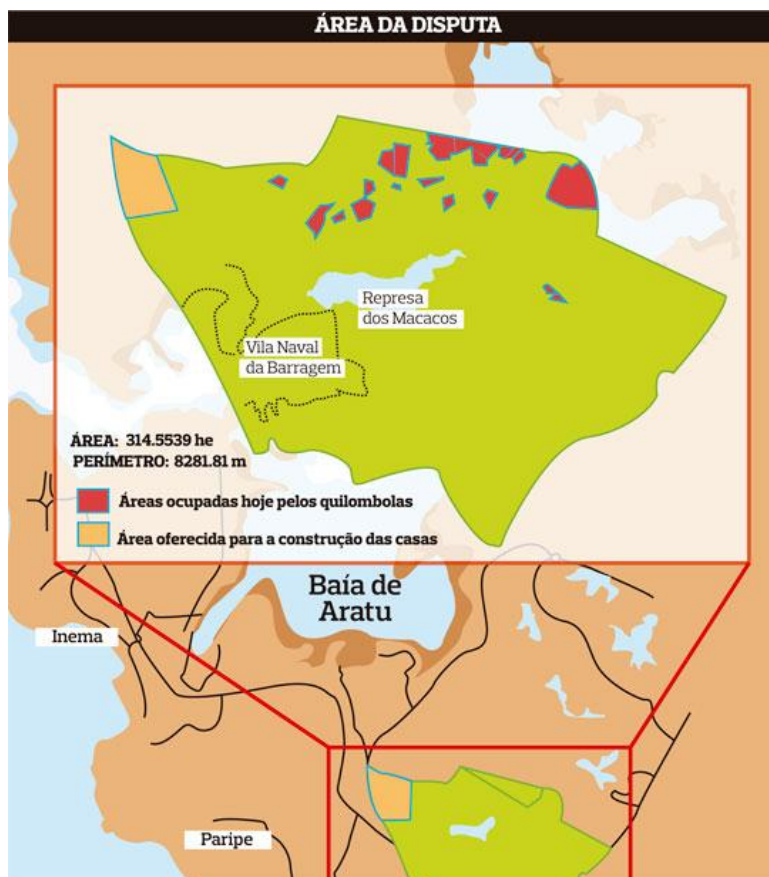 ÁREA DA DISPUTA
Represa
dos Macacos
Vila Naval
da Barragem
ÁREA: 314.5539 he
PERÍMETRO: 8281.81 m
Áreas ocupadas hoje pelos quilombolas
Área oferecida para a construção das casas
Baía de
Aratu
Inema
Paripe